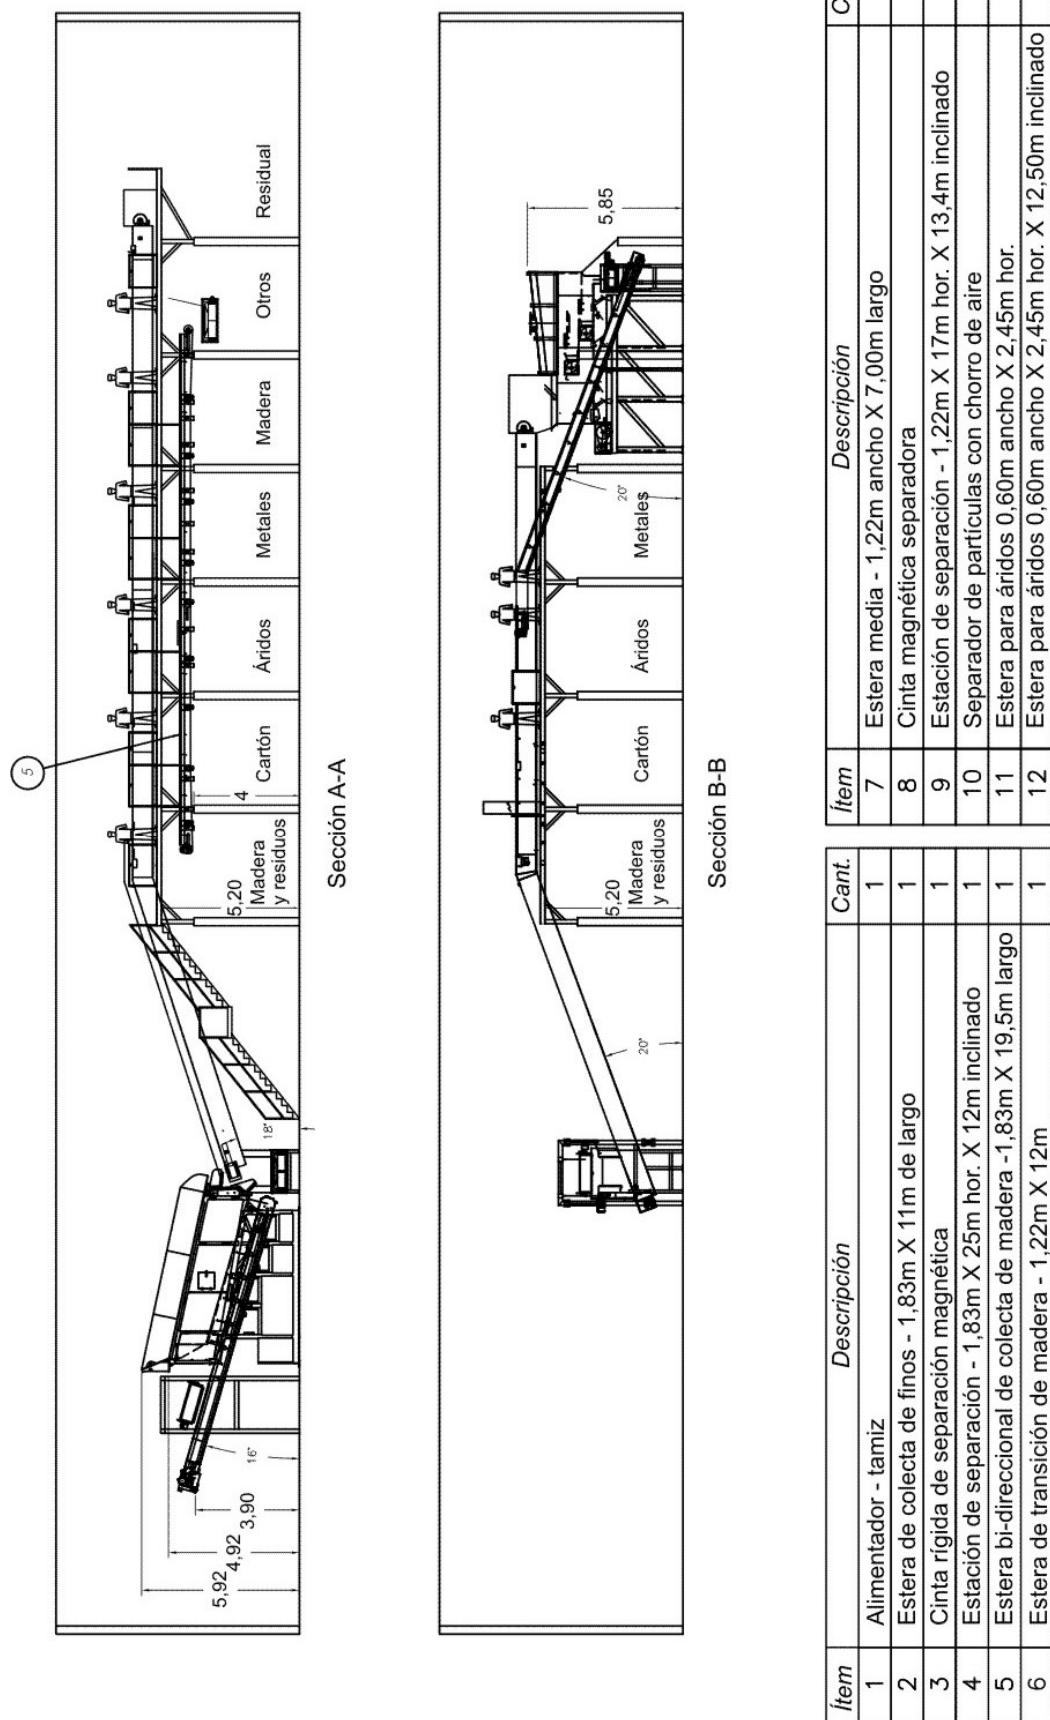 5
5,92
4,92
3,90
16°
18°
5,20
Madera
y residuos
4
Cartón
Áridos
Metales
Madera
Otros
Residual
Sección A-A
20°
5,20
Madera
y residuos
Cartón
Áridos
Metales
20°
5,85
Sección B-B
Ítem Descripción Cant.
1 Alimentador - tamiz 1
2 Estera de colecta de finos - 1,83m X 11m de largo 1
3 Cinta rígida de separación magnética 1
4 Estación de separación - 1,83m X 25m hor. X 12m inclinado 1
5 Estera bi-direccional de colecta de madera -1,83m X 19,5m largo 1
6 Estera de transición de madera - 1,22m X 12m 1
Ítem Descripción C
7 Estera media - 1,22m ancho X 7,00m largo
8 Cinta magnética separadora
9 Estación de separación - 1,22m X 17m hor. X 13,4m inclinado
10 Separador de partículas con chorro de aire
11 Estera para áridos 0,60m ancho X 2,45m hor.
12 Estera para áridos 0,60m ancho X 2,45m hor. X 12,50m inclinado